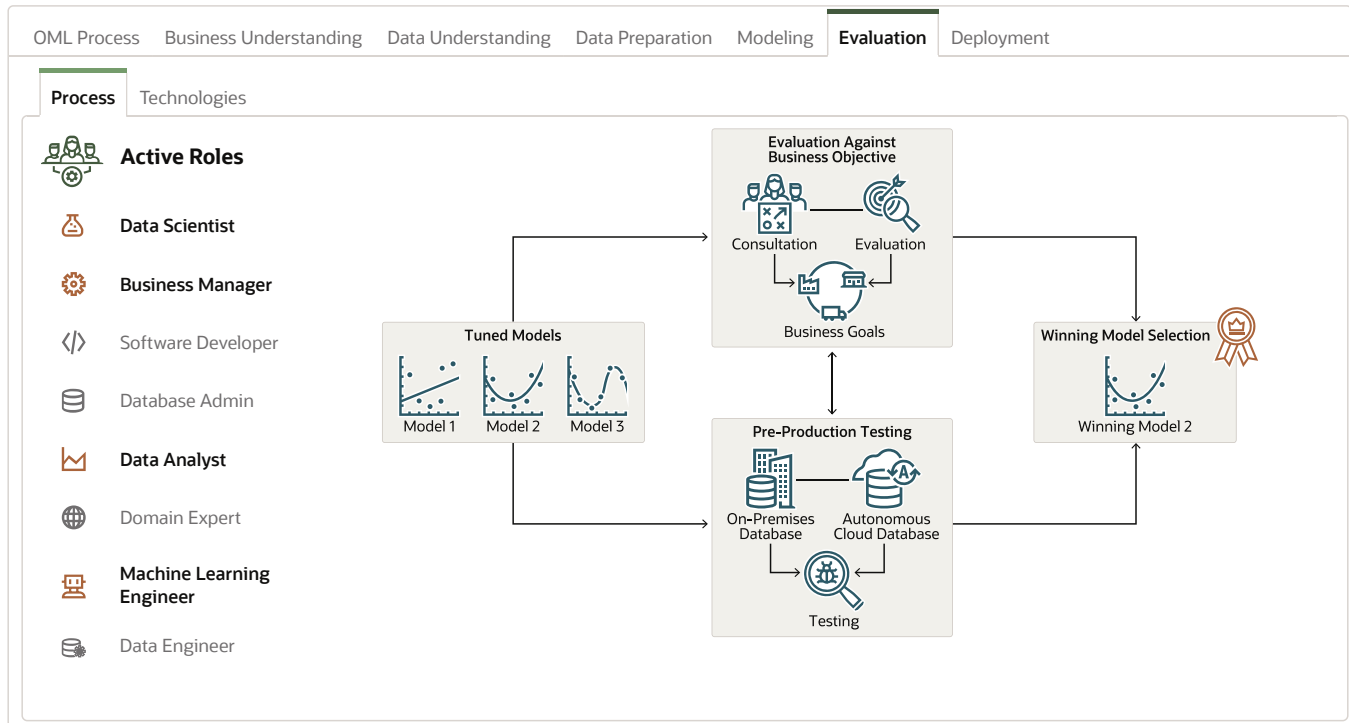 OML Process Business Understanding Data Understanding Data Preparation Modeling Evaluation Deployment
Process Technologies
Active Roles
Data Scientist
Business Manager
Software Developer
Database Admin
Data Analyst
Domain Expert
Machine Learning
Engineer
Data Engineer
Tuned Models
Model 1 Model 2 Model 3
Evaluation Against
Business Objective
Consultation Evaluation
Business Goals
Pre-Production Testing
A
On-Premises
Database
Autonomous
Cloud Database
Testing
Winning Model Selection
Winning Model 2